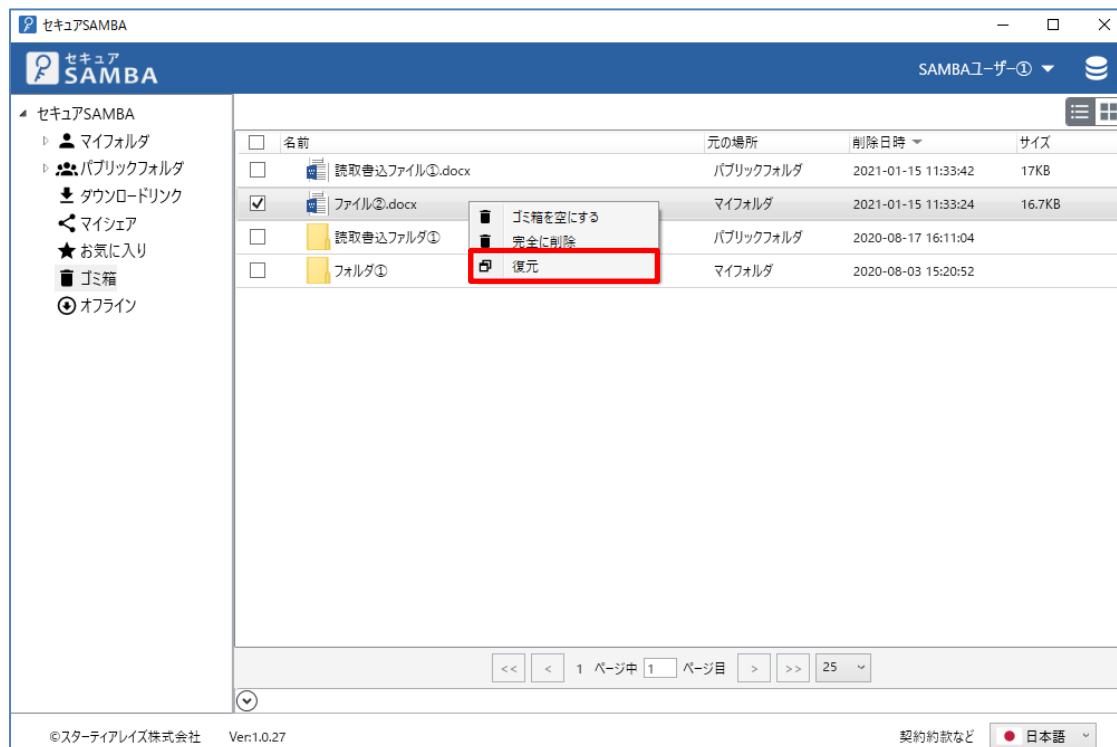 セキュアSAMBA
セキュア
SAMBA
SAMBAユーザー①
セキュアSAMBA
マイフォルダ
パブリックフォルダ
ダウンロードリンク
マイシェア
お気に入り
ゴミ箱
オフライン
名前 元の場所 削除日時 サイズ
読取書込ファイル①.docx パブリックフォルダ 2021-01-15 11:33:42 17KB
ファイル②.docx マイフォルダ 2021-01-15 11:33:24 16.7KB
読取書込ファルダ① パブリックフォルダ 2020-08-17 16:11:04
フォルダ① マイフォルダ 2020-08-03 15:20:52
ゴミ箱を空にする
完全に削除
復元
<< < 1 ページ中 1 ページ目 > >> 25
©スターティアレイズ株式会社 Ver:1.0.27 契約約款など 日本語